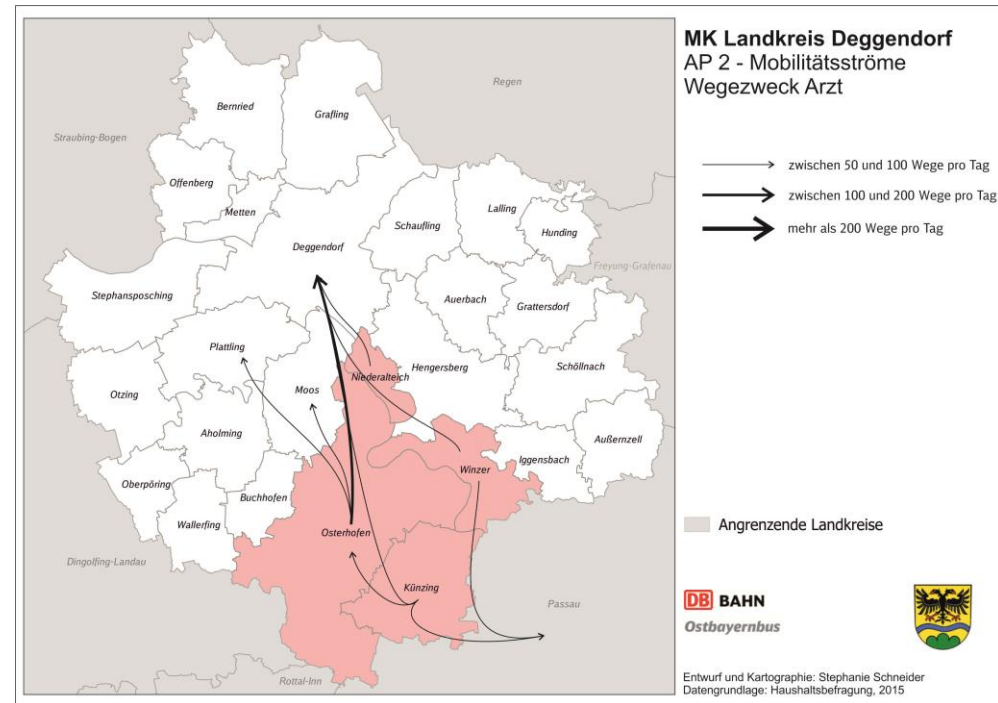 MK Landkreis Deggendorf
AP 2 - Mobilitätsströme
Wegezweck Arzt
zwischen 50 und 100 Wege pro Tag
zwischen 100 und 200 Wege pro Tag
mehr als 200 Wege pro Tag
Regen
Bernried
Grafling
Straubing-Bogen
Offenberg
Metten
Schaufling
Lalling
Hunding
Deggendorf
Freyung-Grafenau
Stephansposching
Auerbach
Grattersdorf
Plattling
Hengersberg
Schöllnach
Niederalteich
Otzing
Moos
Aholming
Außernzell
Iggensbach
Winzer
Oberpöring
Buchhofen
Wallerfing
Osterhofen
Dingolfing-Landau
Künzing
Passau
Rottal-Inn
Angrenzende Landkreise
DB BAHN
Ostbayernbus
Entwurf und Kartographie: Stephanie Schneider
Datengrundlage: Haushaltsbefragung, 2015